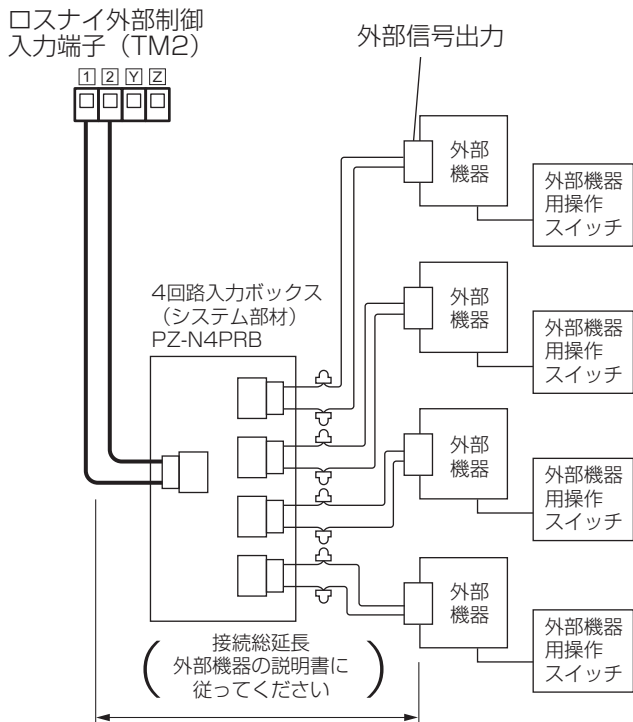 ロスナイ外部制御
入力端子（TM2）
1 2 Y Z
外部信号出力
外部
機器
外部機器
用操作
スイッチ
4回路入力ボックス
（システム部材）
PZ-N4PRB
外部
機器
外部機器
用操作
スイッチ
外部
機器
外部機器
用操作
スイッチ
外部
機器
外部機器
用操作
スイッチ
（接続総延長
外部機器の説明書に
従ってください）